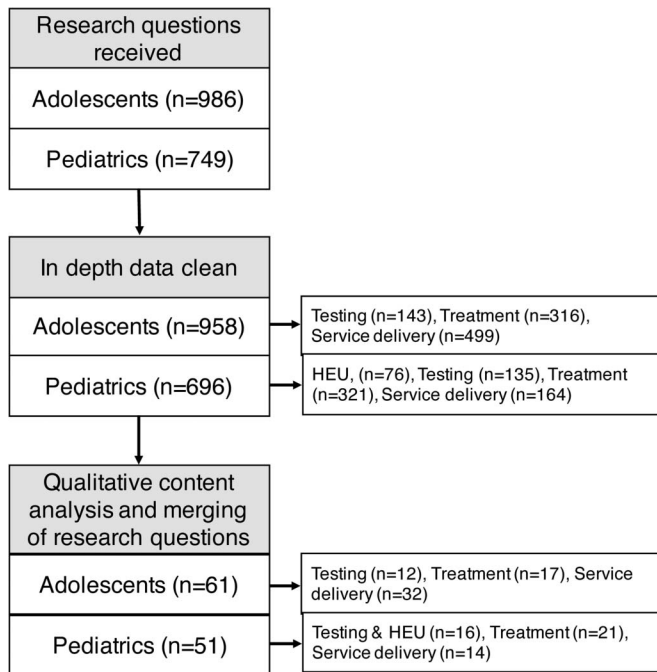 Research questions
received
Adolescents (n=986)
Pediatrics (n=749)
In depth data clean
Adolescents (n=958)
Testing (n=143), Treatment (n=316),
Service delivery (n=499)
Pediatrics (n=696)
HEU, (n=76), Testing (n=135), Treatment
(n=321), Service delivery (n=164)
Qualitative content
analysis and merging
of research questions
Adolescents (n=61)
Testing (n=12), Treatment (n=17), Service
delivery (n=32)
Pediatrics (n=51)
Testing & HEU (n=16), Treatment (n=21),
Service delivery (n=14)